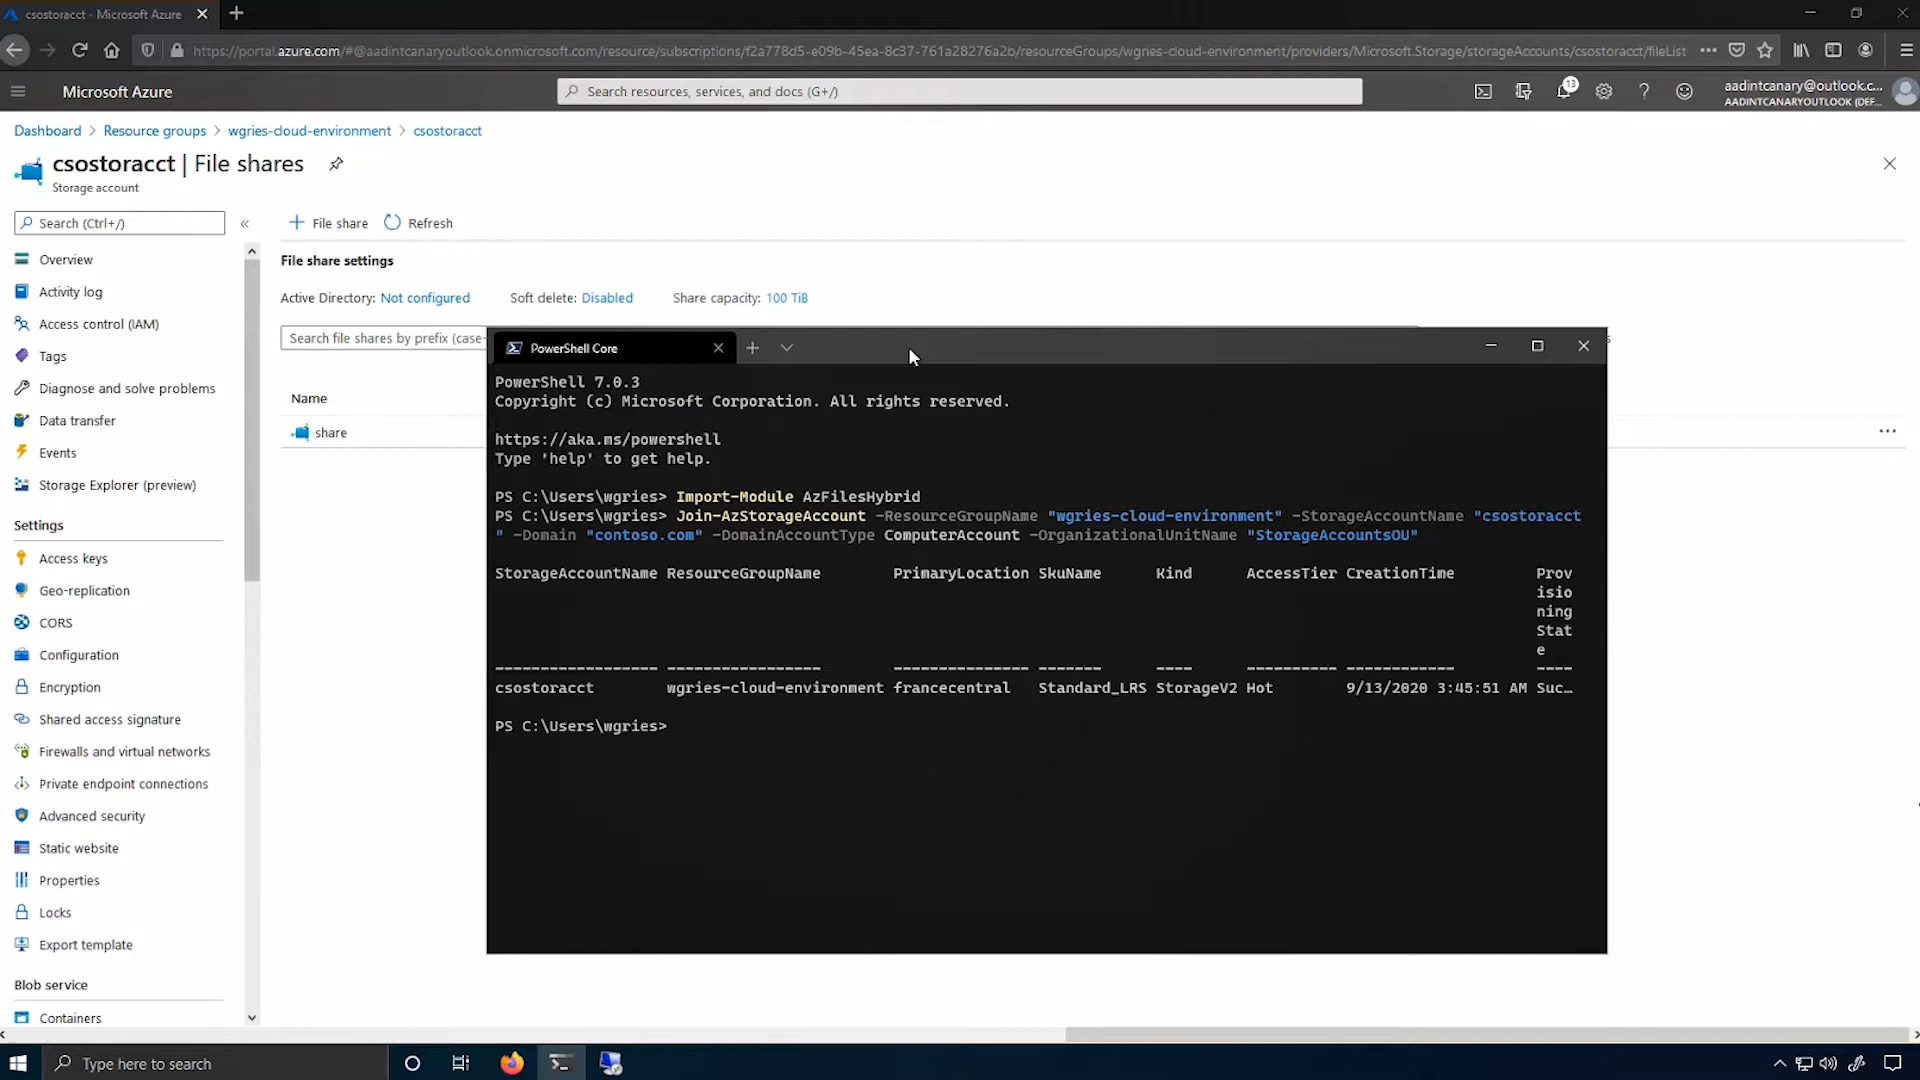 csostoracct - Microsoft Azure
https://portal.azure.com/#@aadintcanaryoutlook.onmicrosoft.com/resource/subscriptions/f2a778d5-e09b-45ea-8c37-761a28276a2b/resourceGroups/wgries-cloud-environment/providers/Microsoft.Storage/storageAccounts/csostoracct/fileList
Microsoft Azure
Search resources, services, and docs (G+/)
13
aadintcanary@outlook.c...
AADINTCANARYOUTLOOK (DEF...
Dashboard > Resource groups > wgries-cloud-environment > csostoracct
csostoracct | File shares
Storage account
Search (Ctrl+/)
«
+ File share
Refresh
Overview
Activity log
Access control (IAM)
Tags
Diagnose and solve problems
Data transfer
Events
Storage Explorer (preview)
Settings
Access keys
Geo-replication
CORS
Configuration
Encryption
Shared access signature
Firewalls and virtual networks
Private endpoint connections
Advanced security
Static website
Properties
Locks
Export template
Blob service
Containers
File share settings
Active Directory: Not configured
Soft delete: Disabled
Share capacity: 100 TiB
Search file shares by prefix (case-
Name
share
PowerShell Core
PowerShell 7.0.3
Copyright (c) Microsoft Corporation. All rights reserved.
https://aka.ms/powershell
Type 'help' to get help.
PS C:\Users\wgries> Import-Module AzFilesHybrid
PS C:\Users\wgries> Join-AzStorageAccount -ResourceGroupName "wgries-cloud-environment" -StorageAccountName "csostoracct
" -Domain "contoso.com" -DomainAccountType ComputerAccount -OrganizationalUnitName "StorageAccountsOU"
StorageAccountName ResourceGroupName PrimaryLocation SkuName Kind AccessTier CreationTime Prov
isio
ning
Stat
e
------------------ ----------------- --------------- ------- ---- ---------- ------------ ----
csostoracct wgries-cloud-environment francecentral Standard_LRS StorageV2 Hot 9/13/2020 3:45:51 AM Suc…
PS C:\Users\wgries>
Type here to search